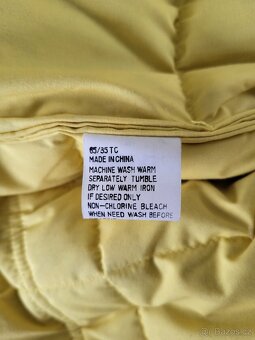 65/35 TC
MADE IN CHINA
MACHINE WASH WARM
SEPARATELY TUMBLE
DRY LOW WARM IRON
IF DESIRED ONLY
NON-CHLORINE BLEACH
WHEN NEED WASH BEFORE